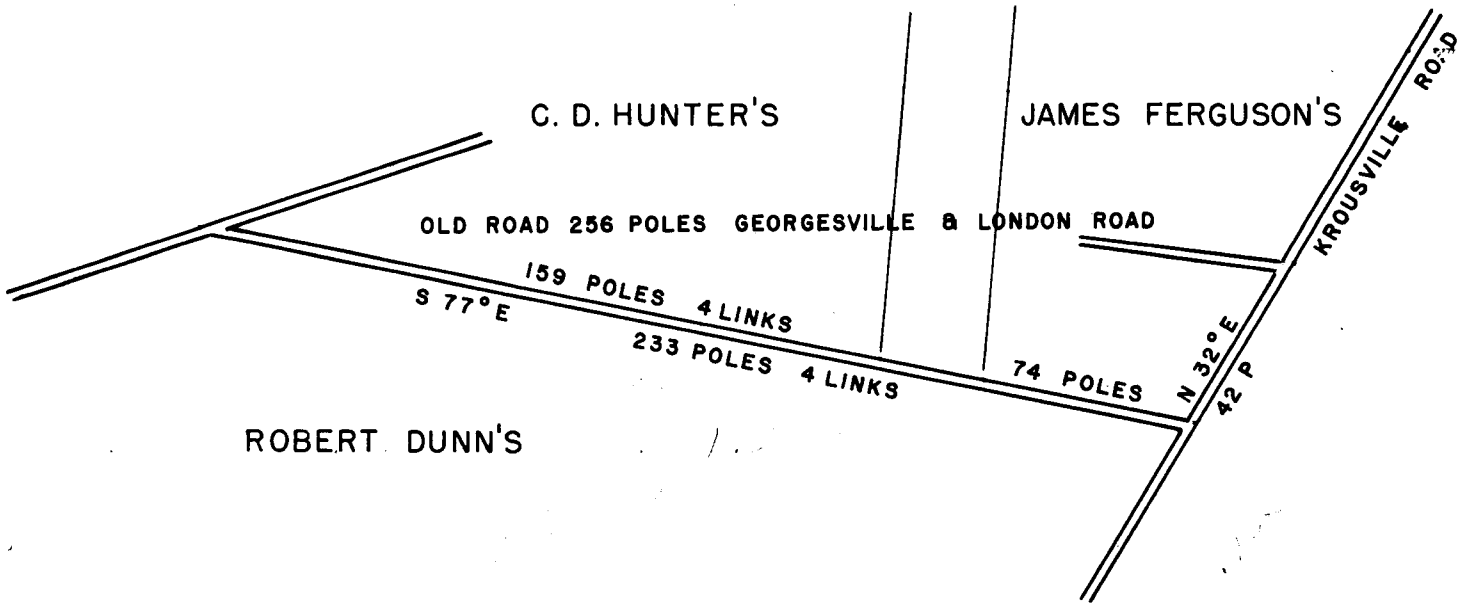 C. D. HUNTER'S
JAMES FERGUSON'S
KROUSVILLE ROAD
OLD ROAD 256 POLES GEORGESVILLE & LONDON ROAD
159 POLES 4 LINKS
S 77° E
233 POLES 4 LINKS
74 POLES
N 32° E
42 P
ROBERT DUNN'S